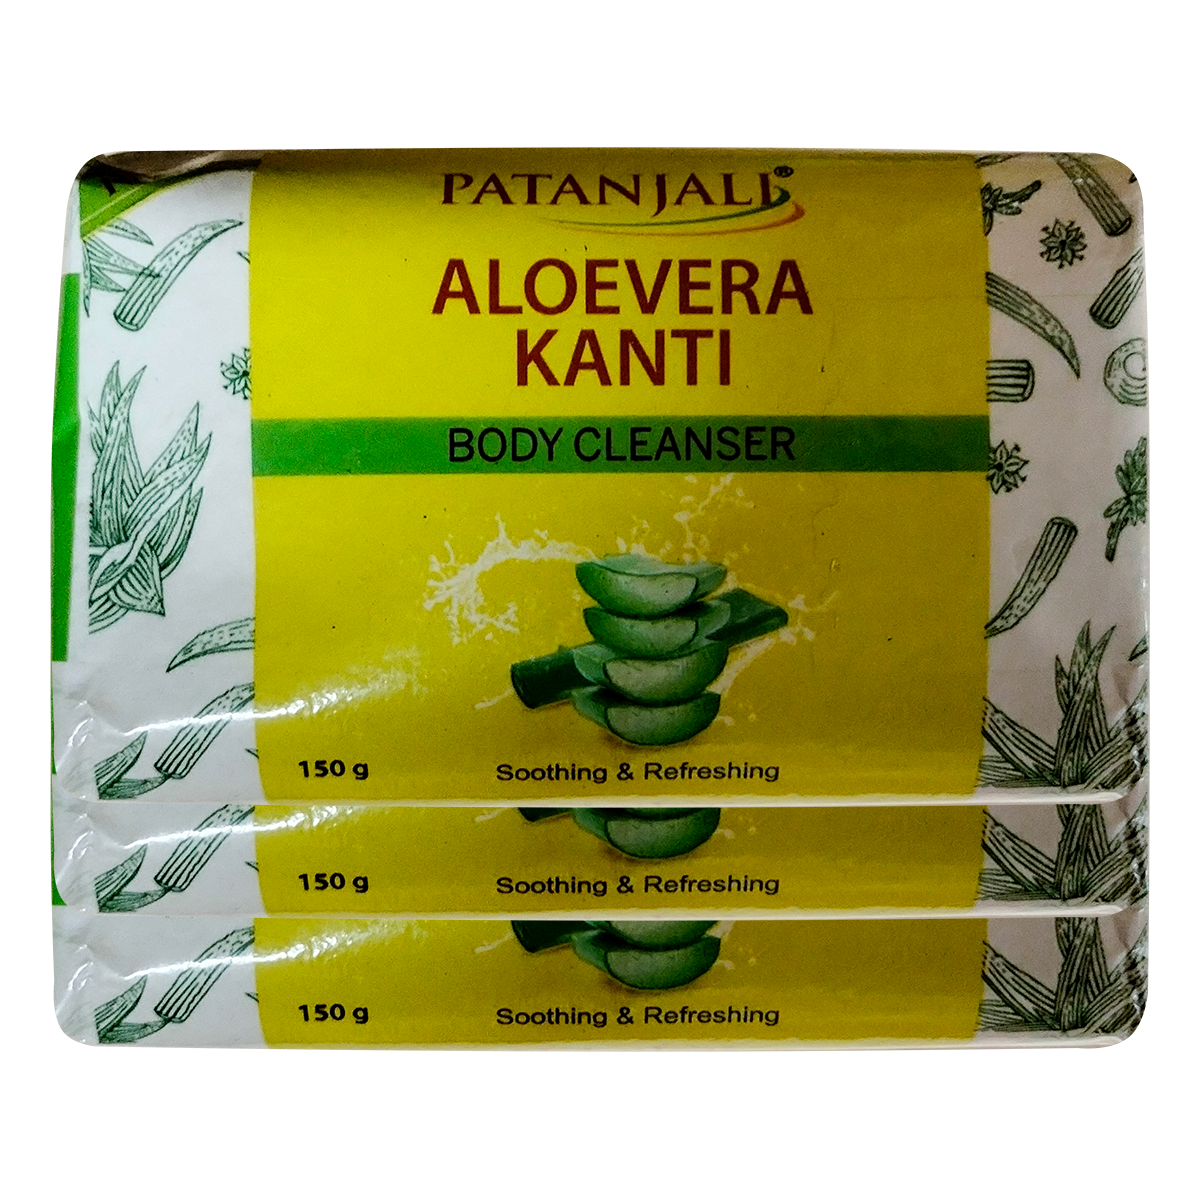 PATANJALI®
ALOEVERA
KANTI
BODY CLEANSER
150 g
Soothing & Refreshing
150 g
Soothing & Refreshing
150 g
Soothing & Refreshing